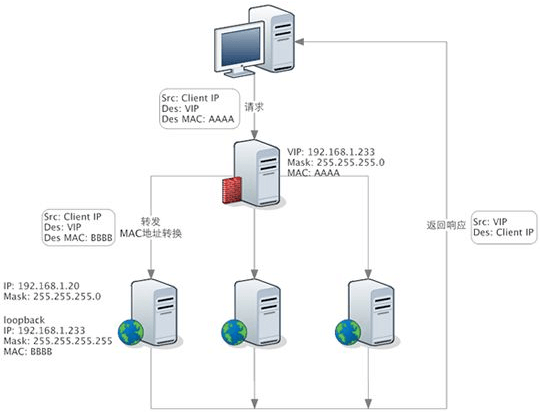 Src: Client IP
Des: VIP
Des MAC: AAAA
请求
VIP: 192.168.1.233
Mask: 255.255.255.0
MAC: AAAA
Src: Client IP
Des: VIP
Des MAC: BBBB
转发
MAC地址转换
返回响应
Src: VIP
Des: Client IP
IP: 192.168.1.20
Mask: 255.255.255.0
loopback
IP: 192.168.1.233
Mask: 255.255.255.255
MAC: BBBB